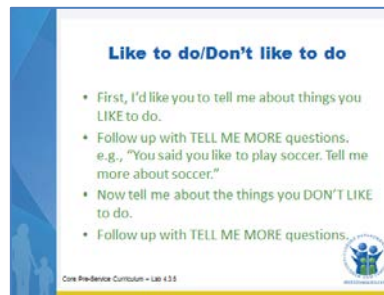 Like to do/Don't like to do
• First, I'd like you to tell me about things you
LIKE to do.
• Follow up with TELL ME MORE questions.
e.g., "You said you like to play soccer. Tell me
more about soccer."
• Now tell me about the things you DON'T LIKE
to do.
• Follow up with TELL ME MORE questions.
Core Pre-Service Curriculum – Lab 4.3.5